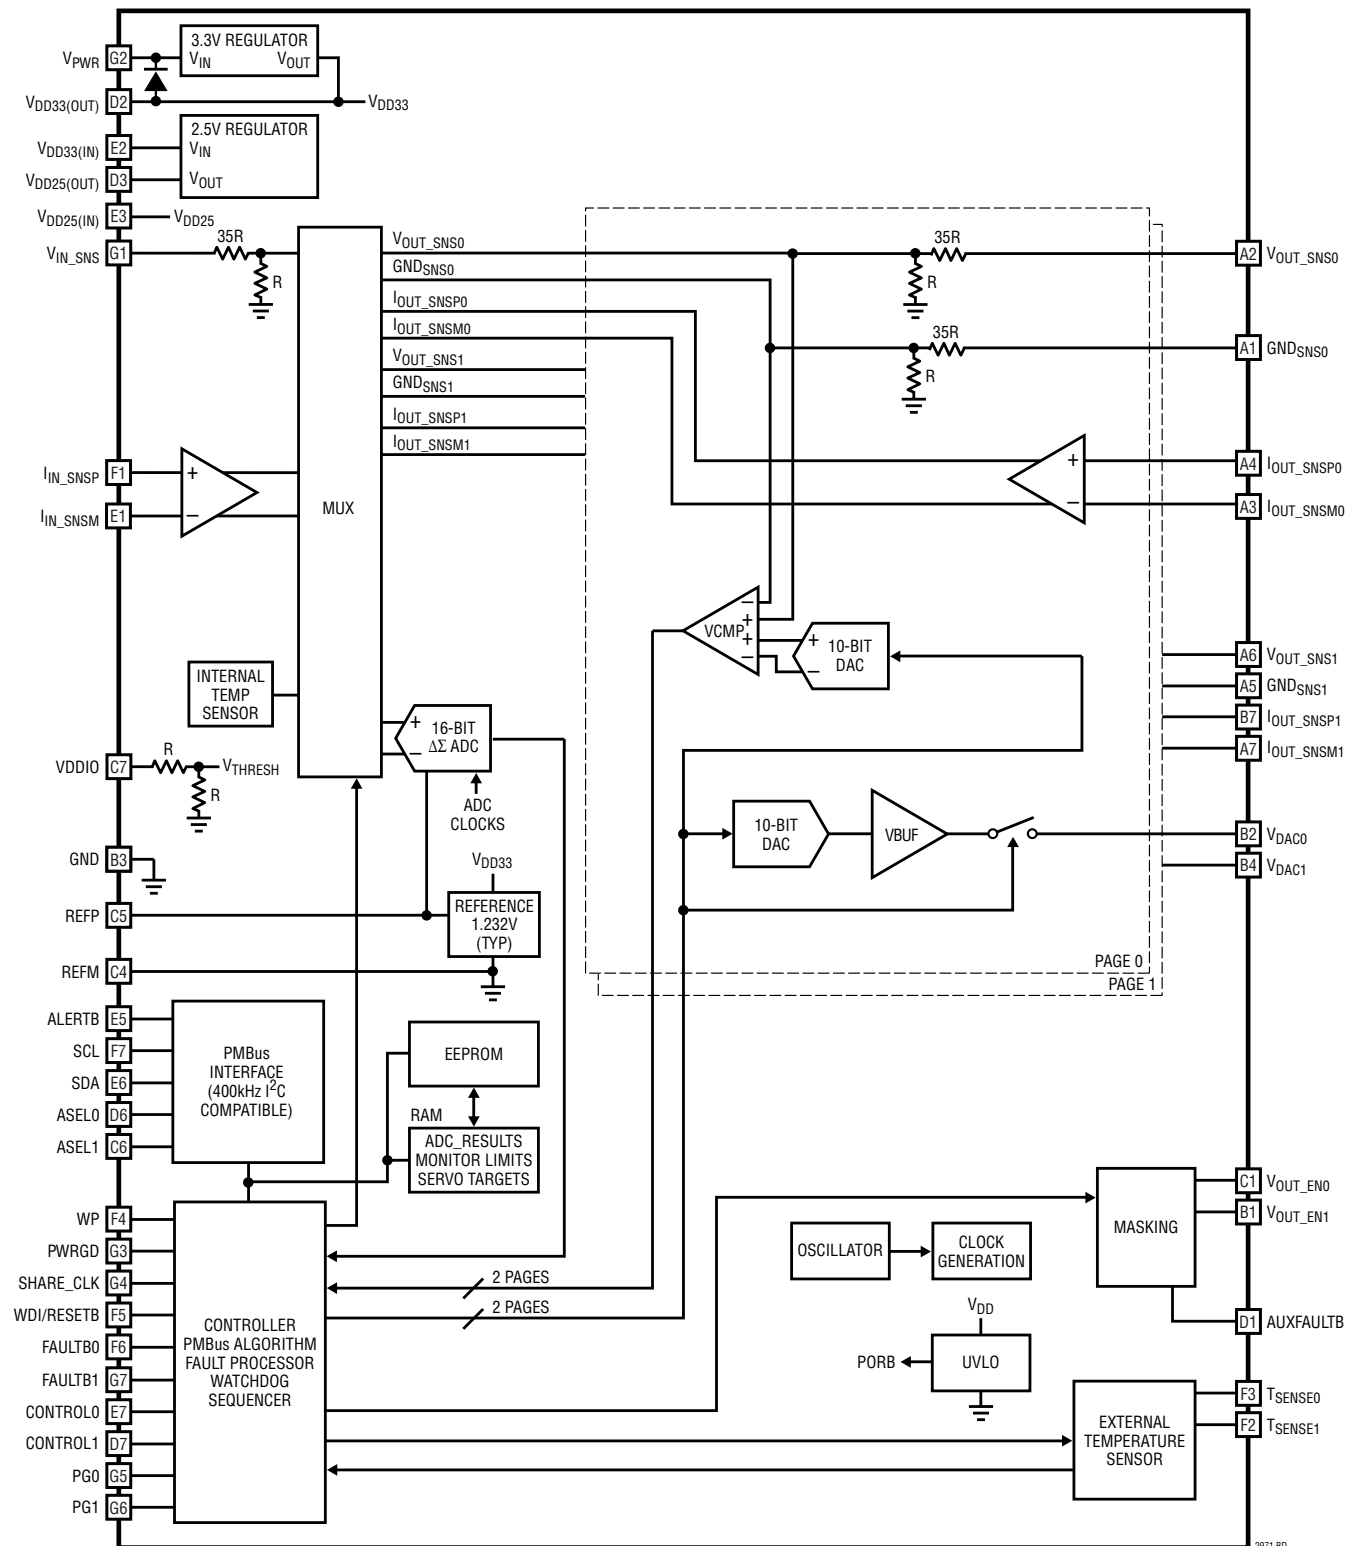 3.3V REGULATOR
VIN
VOUT
VPWR
G2
VDD33(OUT)
D2
VDD33
2.5V REGULATOR
VIN
VOUT
VDD33(IN)
E2
VDD25(OUT)
D3
VDD25(IN)
E3
VDD25
VIN_SNS
G1
35R
R
MUX
VOUT_SNS0
GNDSNS0
IOUT_SNSP0
IOUT_SNSM0
VOUT_SNS1
GNDSNS1
IOUT_SNSP1
IOUT_SNSM1
35R
R
A2
VOUT_SNS0
35R
R
A1
GNDSNS0
IIN_SNSP
F1
+
IIN_SNSM
E1
–
+
–
A4
IOUT_SNSP0
A3
IOUT_SNSM0
VCMP
–
+
+
–
+
–
10-BIT
DAC
A6
VOUT_SNS1
A5
GNDSNS1
B7
IOUT_SNSP1
A7
IOUT_SNSM1
INTERNAL
TEMP
SENSOR
+
–
16-BIT
ΔΣ ADC
ADC
CLOCKS
VDDIO
C7
R
VTHRESH
R
10-BIT
DAC
VBUF
B2
VDAC0
B4
VDAC1
GND
B3
VDD33
REFP
C5
REFERENCE
1.232V
(TYP)
REFM
C4
PAGE 0
PAGE 1
ALERTB
E5
SCL
F7
SDA
E6
ASEL0
D6
ASEL1
C6
PMBus
INTERFACE
(400kHz I2C
COMPATIBLE)
EEPROM
RAM
ADC_RESULTS
MONITOR LIMITS
SERVO TARGETS
WP
F4
PWRGD
G3
SHARE_CLK
G4
WDI/RESETB
F5
FAULTB0
F6
FAULTB1
G7
CONTROL0
E7
CONTROL1
D7
PG0
G5
PG1
G6
CONTROLLER
PMBus ALGORITHM
FAULT PROCESSOR
WATCHDOG
SEQUENCER
2 PAGES
2 PAGES
OSCILLATOR
CLOCK
GENERATION
VDD
PORB
UVLO
MASKING
C1
VOUT_EN0
B1
VOUT_EN1
D1
AUXFAULTB
EXTERNAL
TEMPERATURE
SENSOR
F3
TSENSE0
F2
TSENSE1